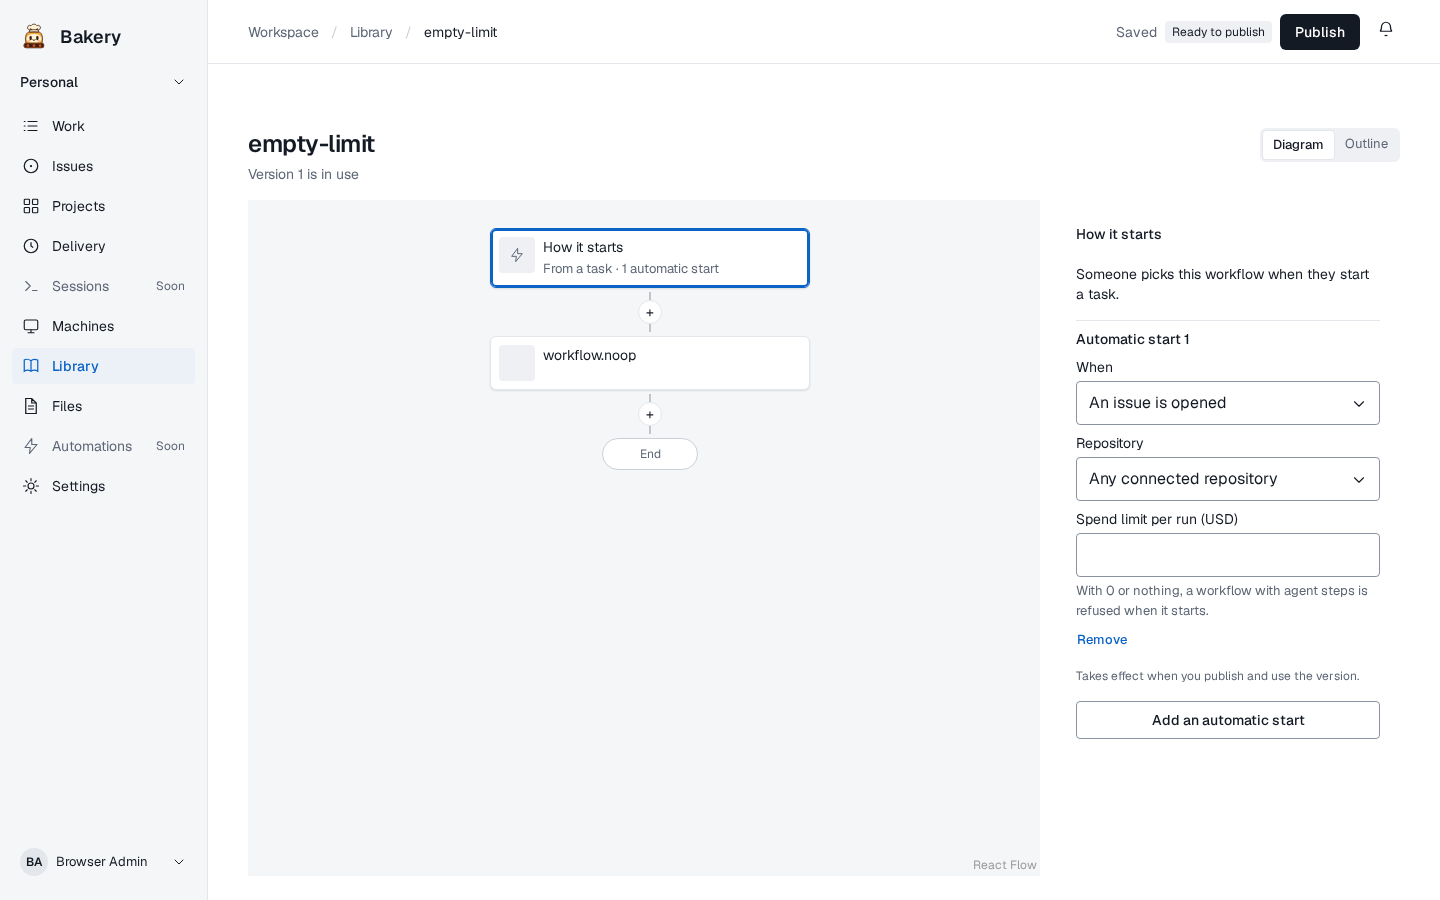 Bakery
Personal
Work
Issues
Projects
Delivery
Sessions Soon
Machines
Library
Files
Automations Soon
Settings
BA Browser Admin
Workspace / Library / empty-limit
Saved Ready to publish Publish
empty-limit
Version 1 is in use
Diagram Outline
How it starts
From a task · 1 automatic start
+
workflow.noop
+
End
React Flow
How it starts
Someone picks this workflow when they start
a task.
Automatic start 1
When
An issue is opened
Repository
Any connected repository
Spend limit per run (USD)
With 0 or nothing, a workflow with agent steps is
refused when it starts.
Remove
Takes effect when you publish and use the version.
Add an automatic start